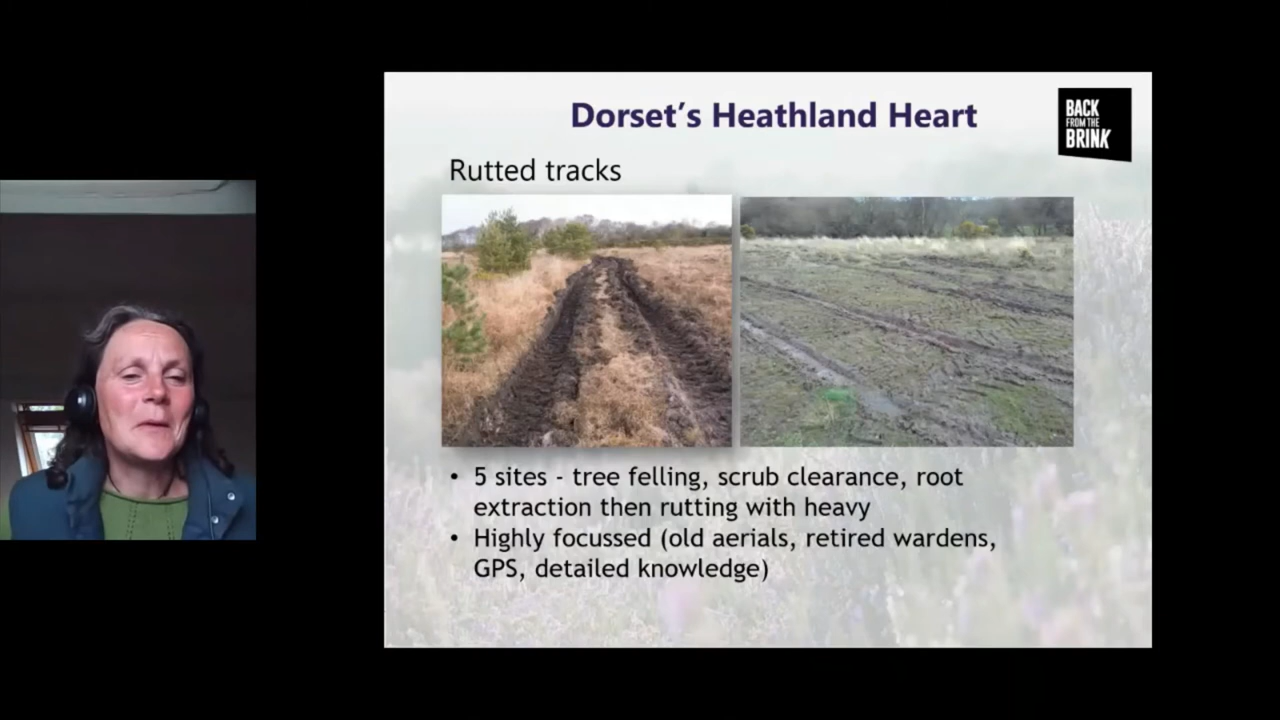 Dorset's Heathland Heart
BACK
FROM THE
BRINK
Rutted tracks
• 5 sites - tree felling, scrub clearance, root
extraction then rutting with heavy
• Highly focussed (old aerials, retired wardens,
GPS, detailed knowledge)